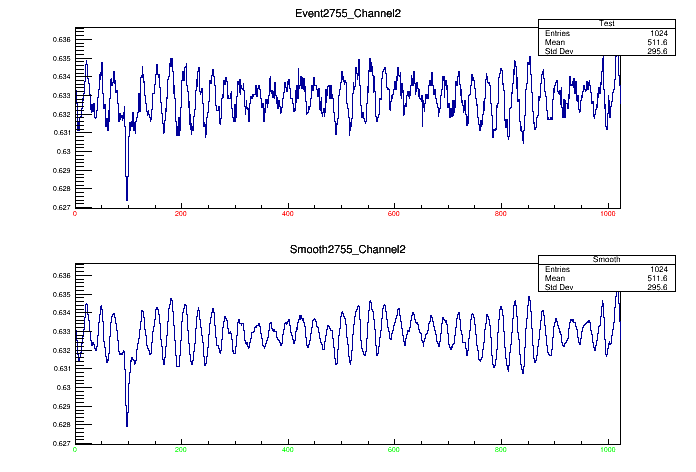 Event2755_Channel2
Test
Entries 1024
Mean 511.6
Std Dev 295.6
0.636
0.635
0.634
0.633
0.632
0.631
0.63
0.629
0.628
0.627
0 200 400 600 800 1000
Smooth2755_Channel2
Smooth
Entries 1024
Mean 511.6
Std Dev 295.6
0.636
0.635
0.634
0.633
0.632
0.631
0.63
0.629
0.628
0.627
0 200 400 600 800 1000